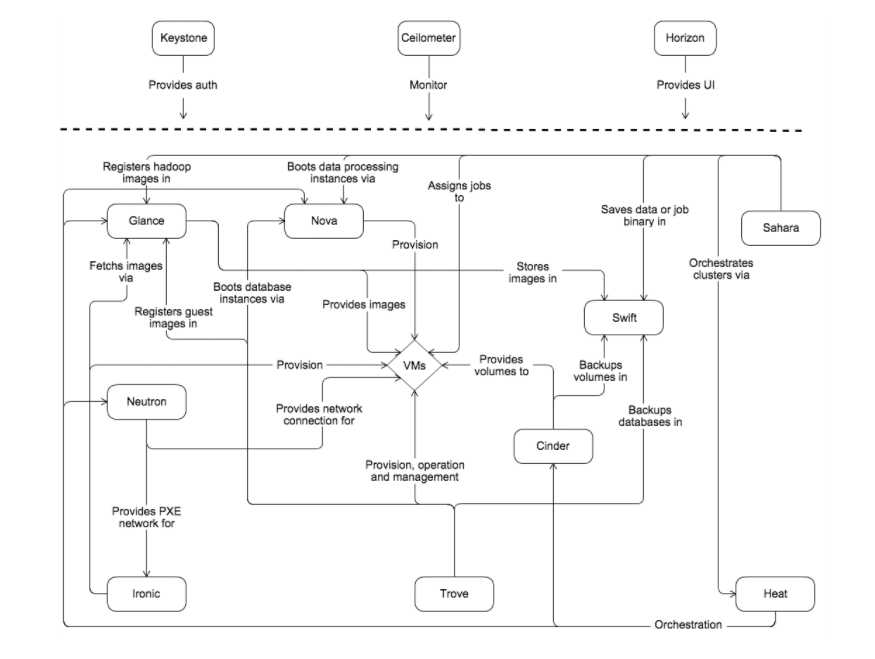 Keystone
Ceilometer
Horizon
Provides auth
Monitor
Provides UI
Registers hadoop
images in
Boots data processing
instances via
Assigns jobs
to
Saves data or job
binary in
Glance
Nova
Sahara
Provision
Fetchs images
via
Stores
images in
Orchestrates
clusters via
Boots database
instances via
Registers guest
images in
Provides images
Swift
Provision
VMs
Provides
volumes to
Backups
volumes in
Neutron
Provides network
connection for
Backups
databases in
Cinder
Provision, operation
and management
Provides PXE
network for
Ironic
Trove
Heat
Orchestration